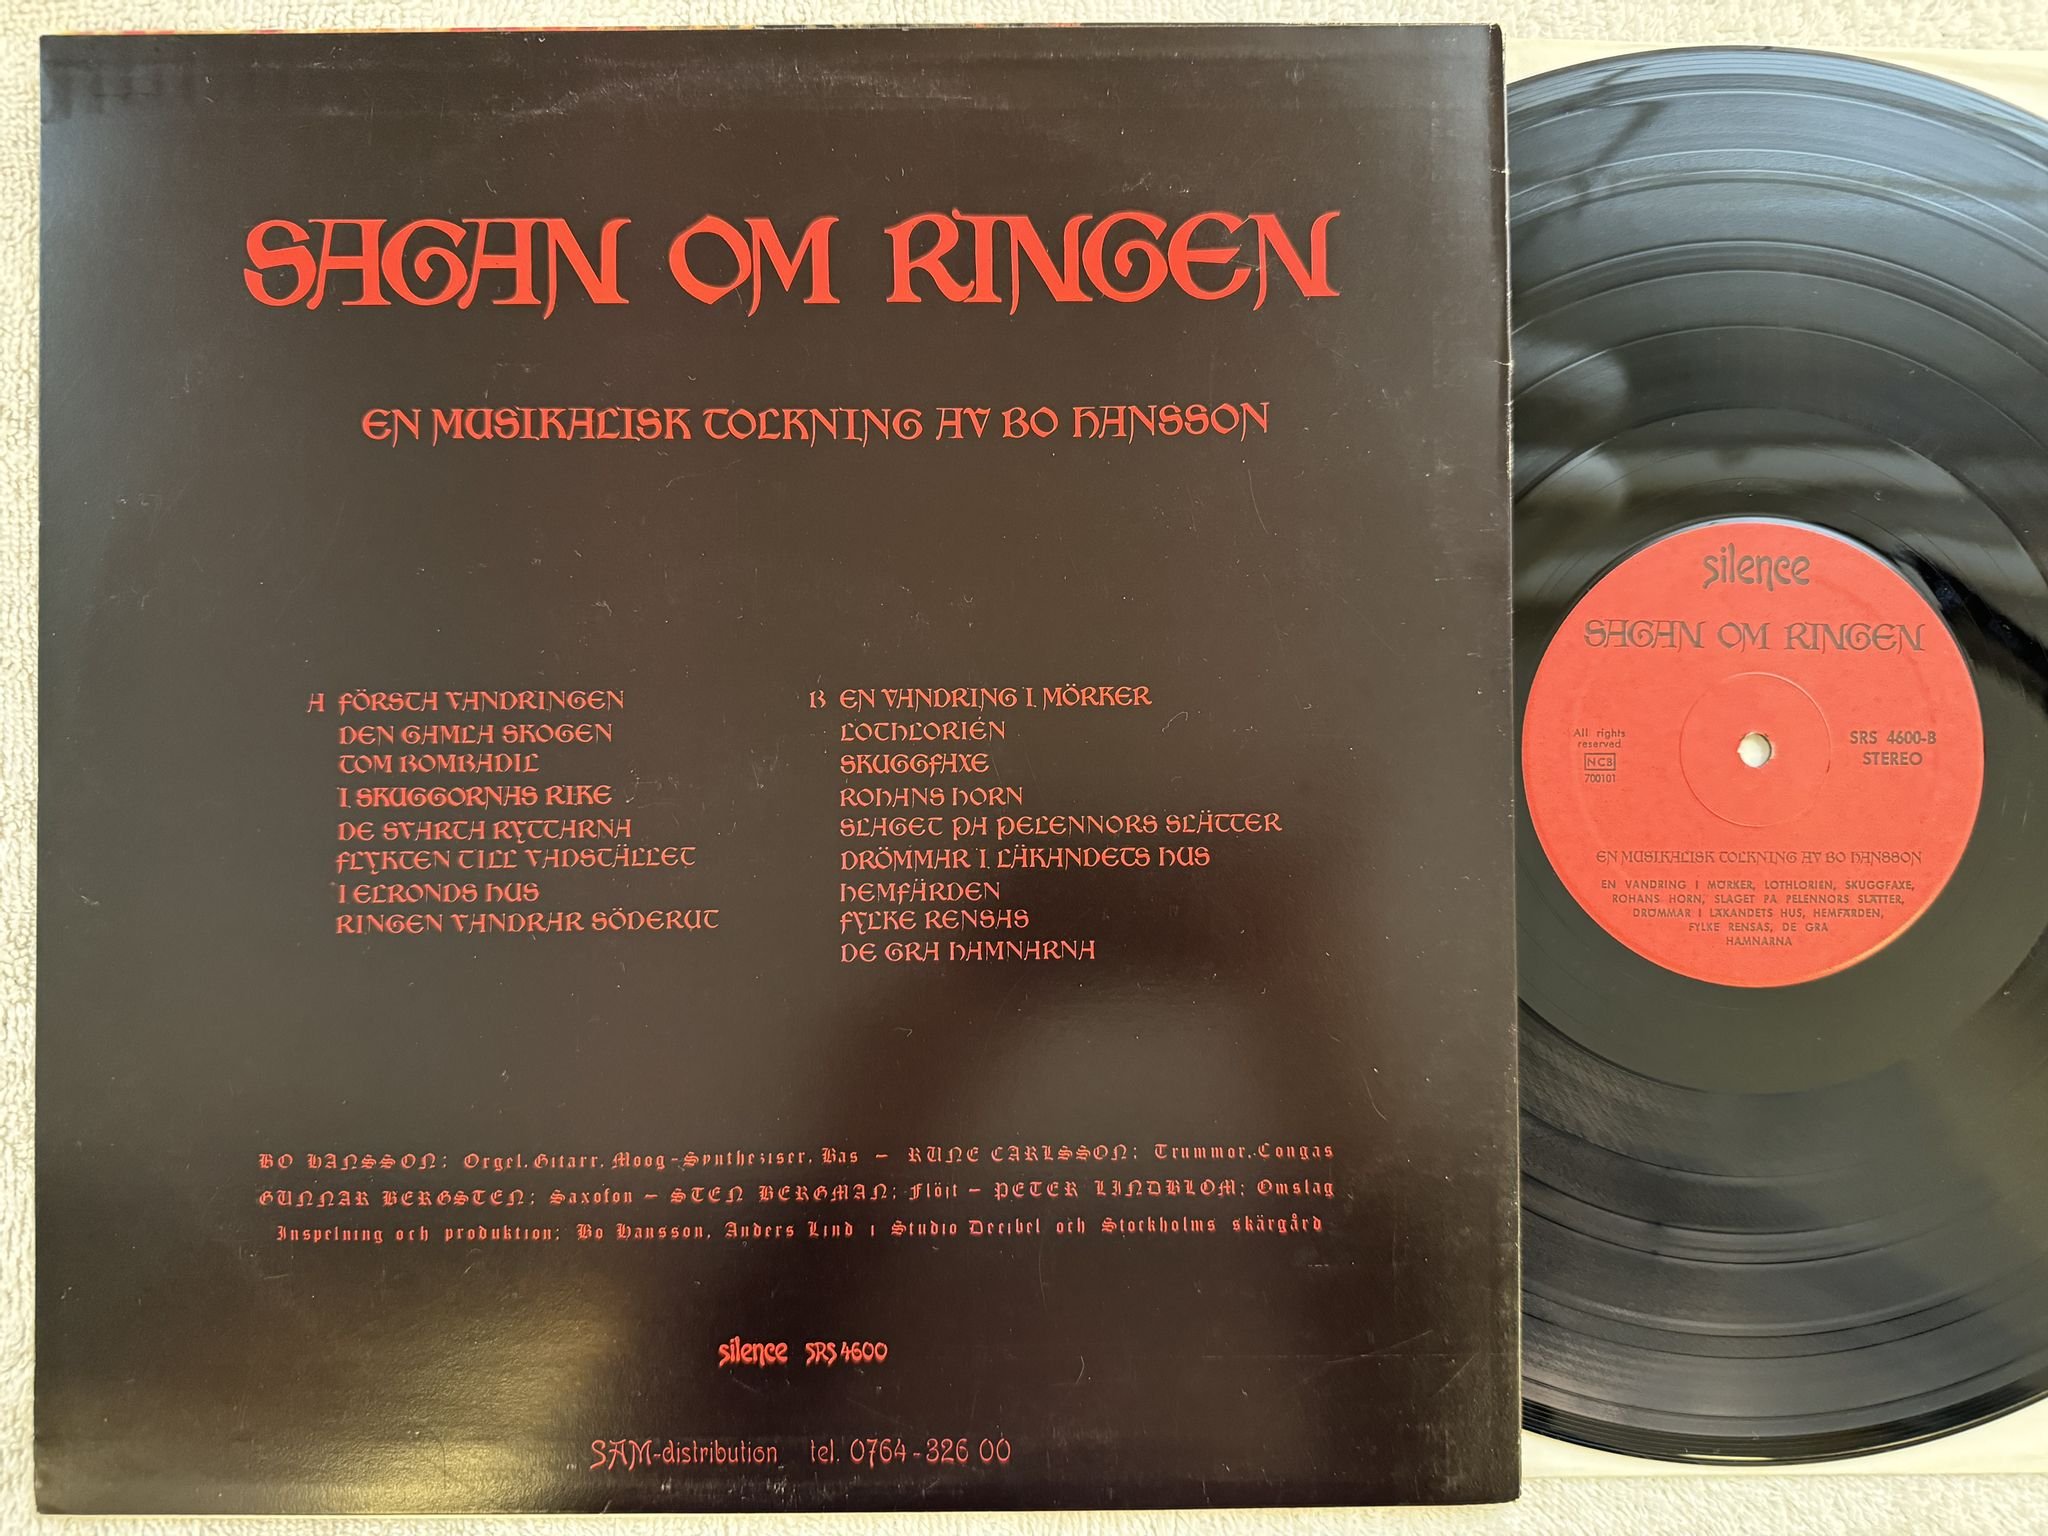 SAGAN OM RINGEN
EN MUSIKALISK TOLKNING AV BO HANSSON
A FÖRSTA VANDRINGEN
DEN GAMLA SKOGEN
TOM BOMBADIL
I SKUGGORNAS RIKE
DE SVARTA RYTTARNA
FLYKTEN TILL VADSTÄLLET
I ELRONDS HUS
RINGEN VANDRAR SÖDERUT
B EN VANDRING I MÖRKER
LOTHLORIÉN
SKUGGFAXE
ROHANS HORN
SLAGET PA PELENNORS SLÄTTER
DRÖMMAR I LÄKANDETS HUS
HEMFÄRDEN
FYLKE RENSAS
DE GRA HAMNARNA
BO HANSSON: Orgel, Gitarr, Moog-Syntheziser, Bas – RUNE CARLSSON: Trummor, Congas
GUNNAR BERGSTEN; Saxofon – STEN BERGMAN; Flöjt – PETER LINDBLOM: Omslag
Inspelning och produktion; Bo Hansson, Anders Lind i Studio Decibel och Stockholms skärgård
silence SRS 4600
SAM-distribution tel. 0764-326 00
silence
SAGAN OM RINGEN
All rights
reserved
NCB
700101
SRS 4600-B
STEREO
EN MUSIKALISK TOLKNING AV BO HANSSON
EN VANDRING I MÖRKER, LOTHLORIEN, SKUGGFAXE,
ROHANS HORN, SLAGET PA PELENNORS SLÄTTER,
DRÖMMAR I LÄKANDETS HUS, HEMFÄRDEN,
FYLKE RENSAS, DE GRA
HAMNARNA